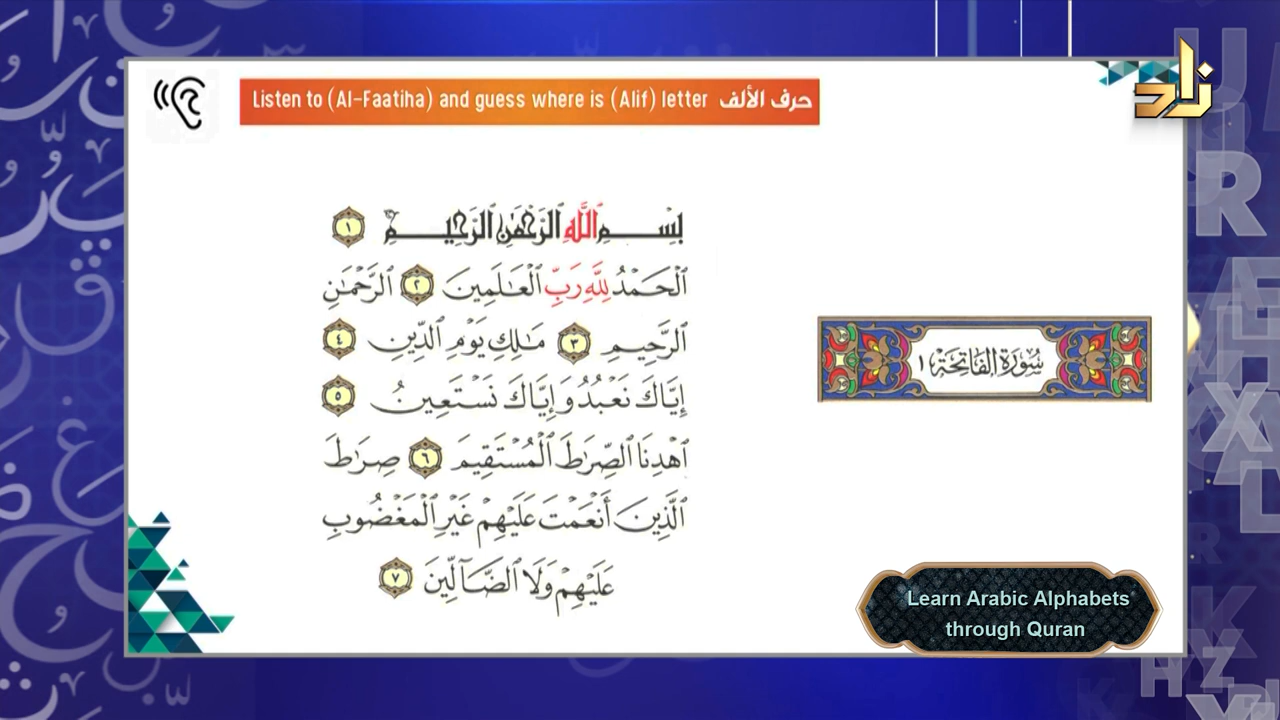 زاد
Listen to (Al-Faatiha) and guess where is (Alif) letter حرف الألف
بِسْمِ ٱللَّهِ ٱلرَّحْمَٰنِ ٱلرَّحِيمِ ١
ٱلْحَمْدُ لِلَّهِ رَبِّ ٱلْعَٰلَمِينَ ٢ ٱلرَّحْمَٰنِ
ٱلرَّحِيمِ ٣ مَٰلِكِ يَوْمِ ٱلدِّينِ ٤
إِيَّاكَ نَعْبُدُ وَإِيَّاكَ نَسْتَعِينُ ٥
ٱهْدِنَا ٱلصِّرَٰطَ ٱلْمُسْتَقِيمَ ٦ صِرَٰطَ
ٱلَّذِينَ أَنْعَمْتَ عَلَيْهِمْ غَيْرِ ٱلْمَغْضُوبِ
عَلَيْهِمْ وَلَا ٱلضَّآلِّينَ ٧
سُورَةُ الفَاتِحَةِ ١
Learn Arabic Alphabets
through Quran